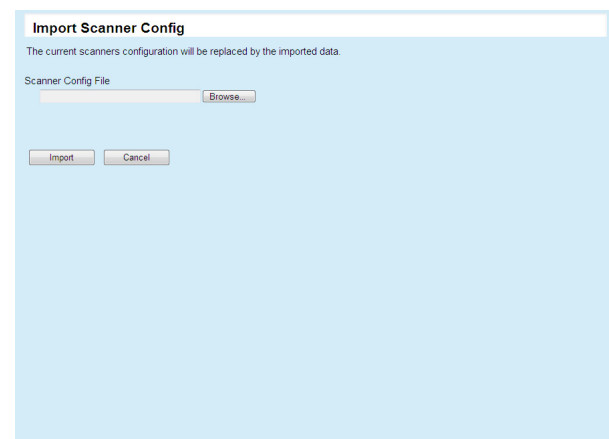 Import Scanner Config
The current scanners configuration will be replaced by the imported data.
Scanner Config File
Browse...
Import Cancel